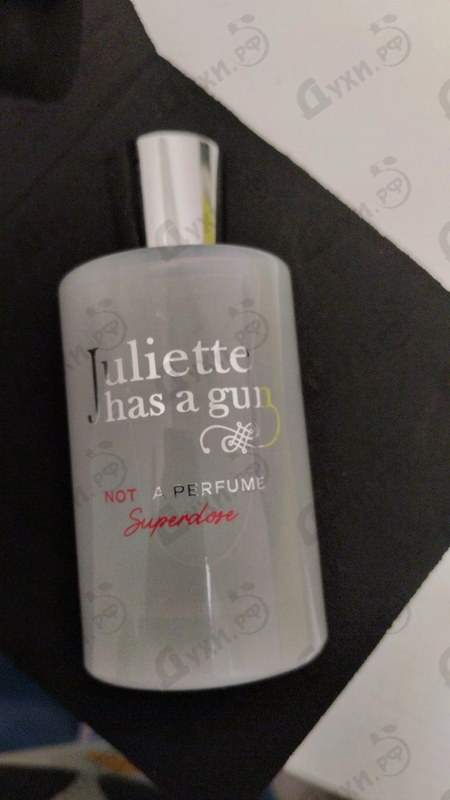 Juliette
has a gun
NOT A PERFUME
Superdose
Духи.РФ